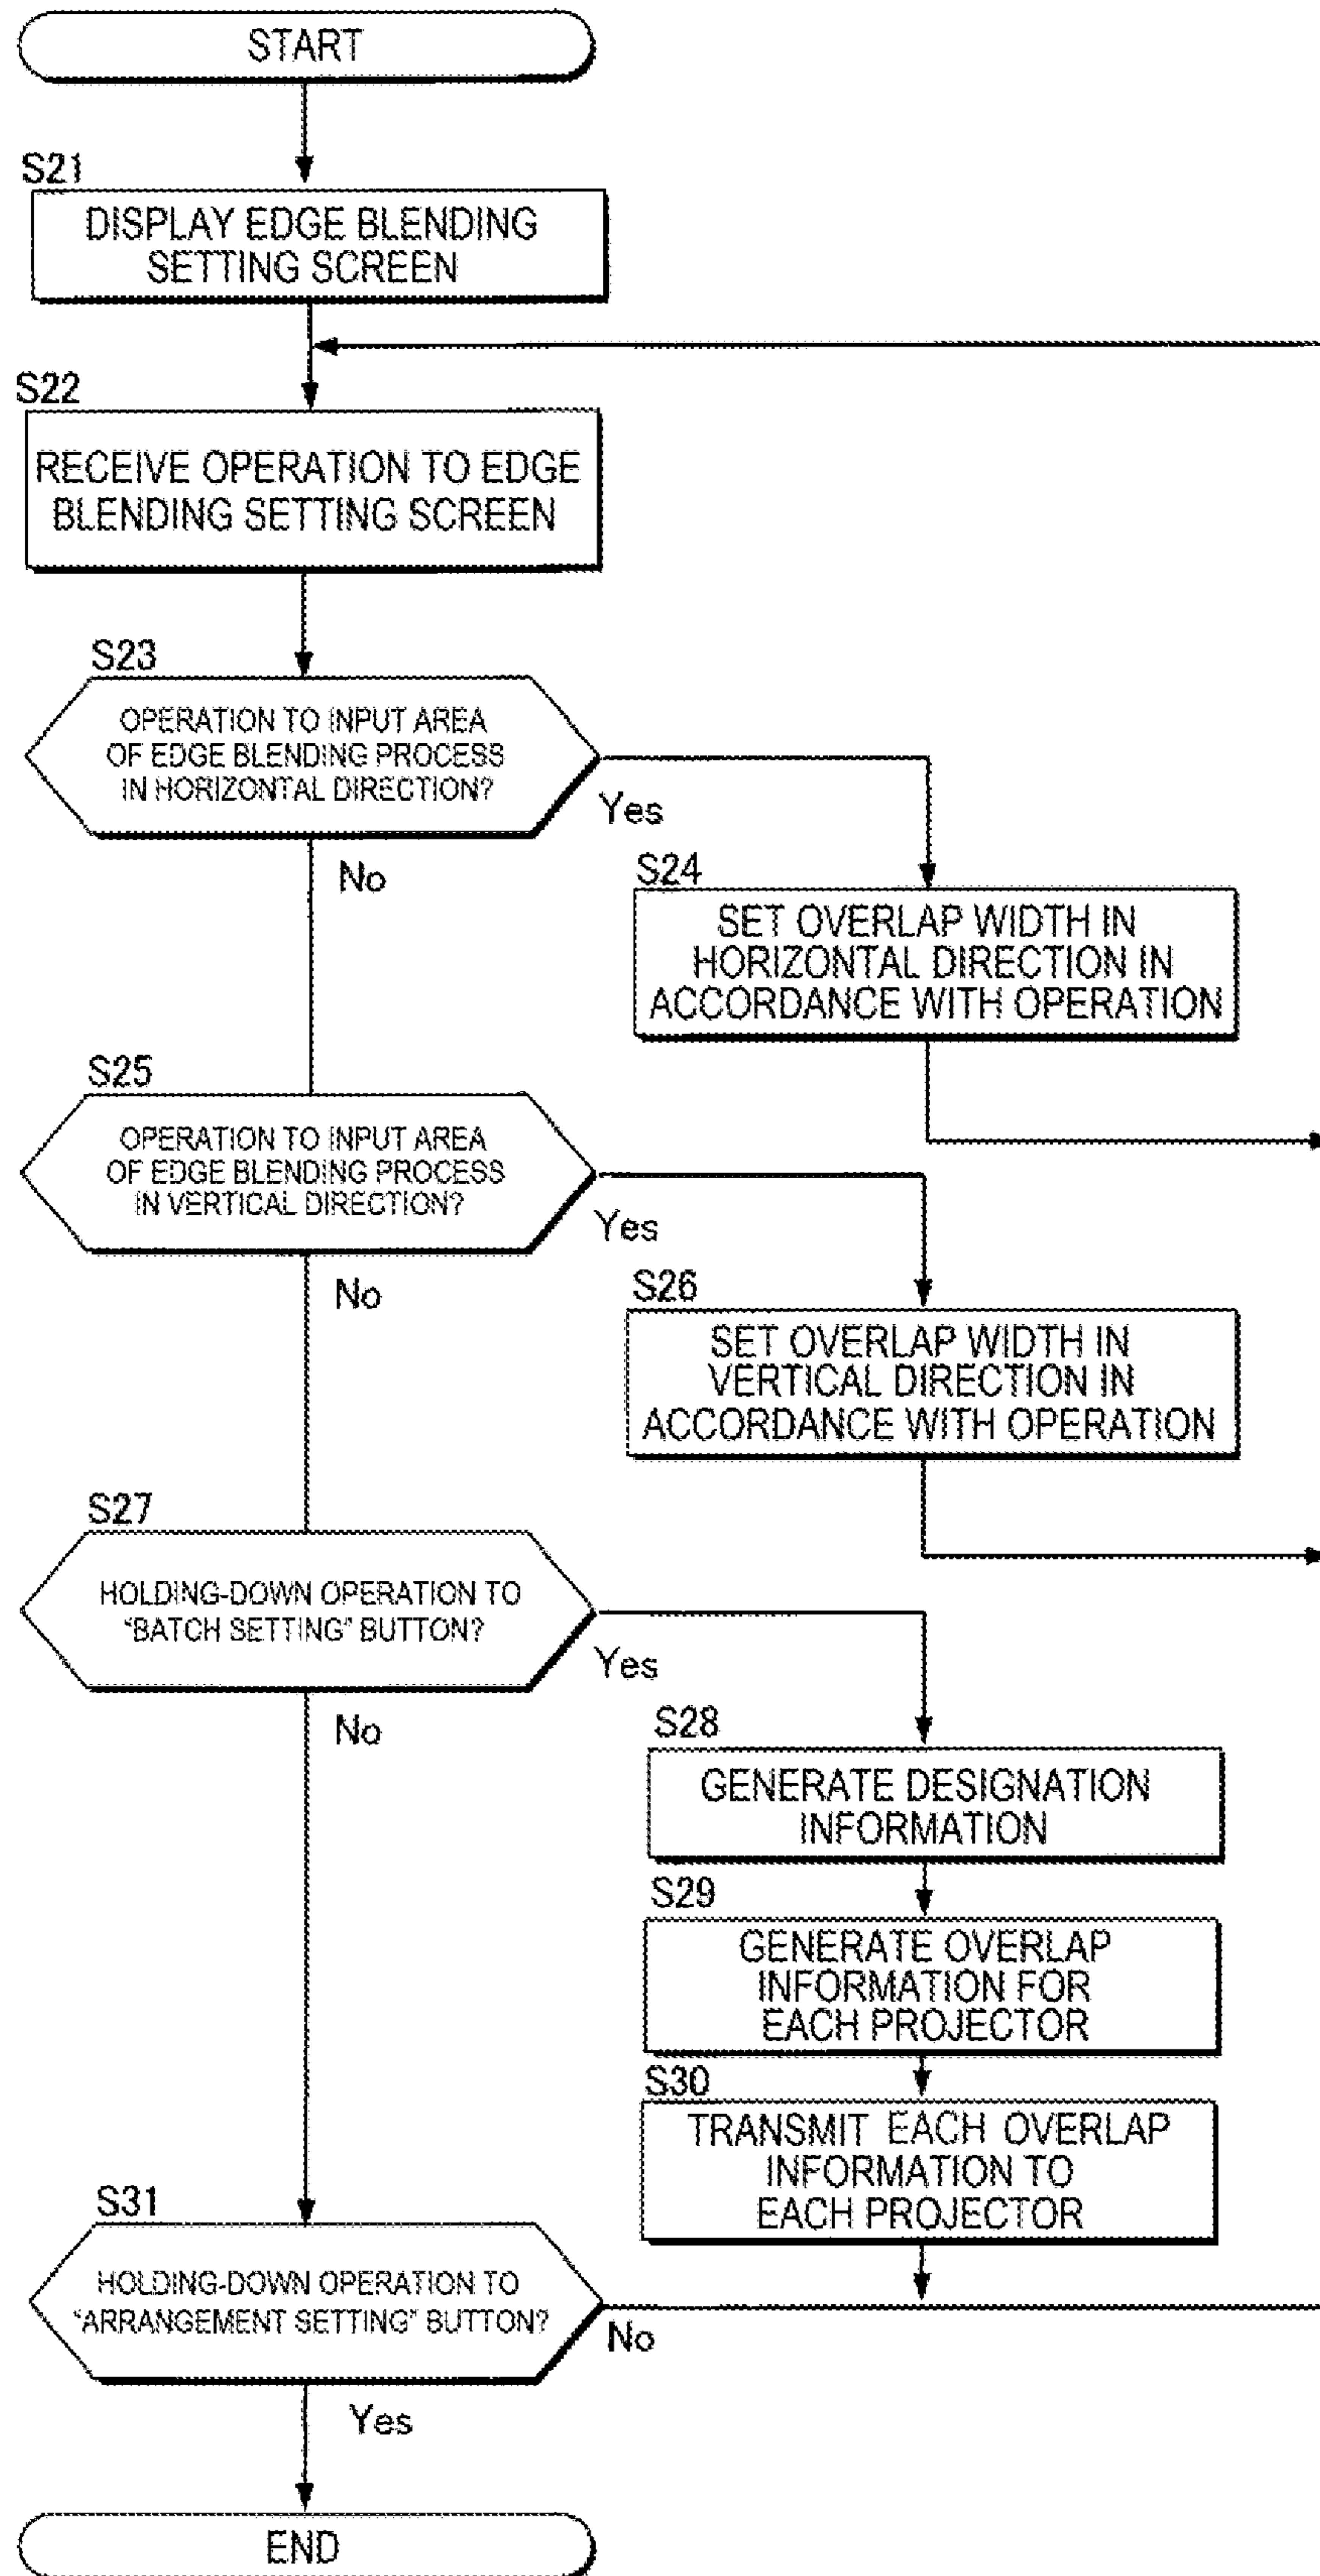 START
S21
DISPLAY EDGE BLENDING
SETTING SCREEN
S22
RECEIVE OPERATION TO EDGE
BLENDING SETTING SCREEN
S23
OPERATION TO INPUT AREA
OF EDGE BLENDING PROCESS
IN HORIZONTAL DIRECTION?
Yes
No
S24
SET OVERLAP WIDTH IN
HORIZONTAL DIRECTION IN
ACCORDANCE WITH OPERATION
S25
OPERATION TO INPUT AREA
OF EDGE BLENDING PROCESS
IN VERTICAL DIRECTION?
Yes
No
S26
SET OVERLAP WIDTH IN
VERTICAL DIRECTION IN
ACCORDANCE WITH OPERATION
S27
HOLDING-DOWN OPERATION TO
"BATCH SETTING" BUTTON?
Yes
No
S28
GENERATE DESIGNATION
INFORMATION
S29
GENERATE OVERLAP
INFORMATION FOR
EACH PROJECTOR
S30
TRANSMIT EACH OVERLAP
INFORMATION TO
EACH PROJECTOR
S31
HOLDING-DOWN OPERATION TO
"ARRANGEMENT SETTING" BUTTON?
No
Yes
END